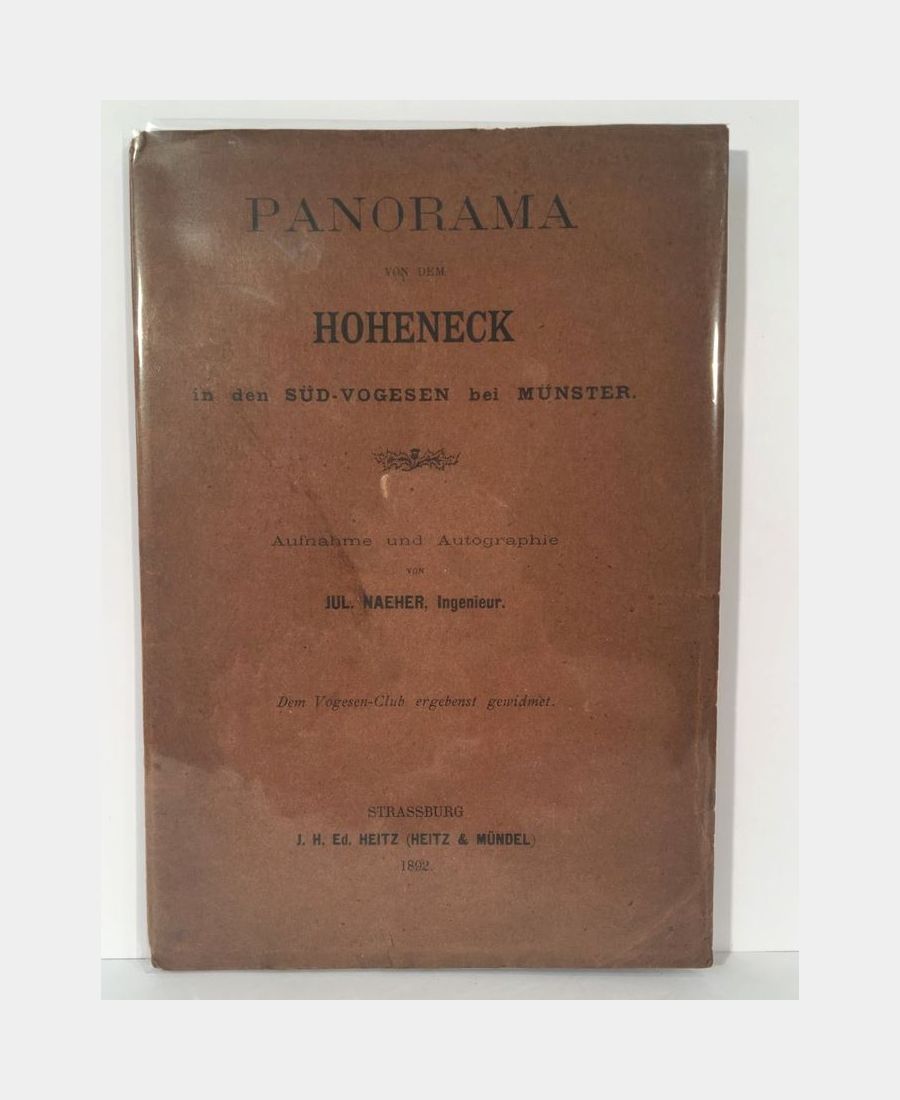 PANORAMA
VON DEM
HOHENECK
in den SÜD-VOGESEN bei MÜNSTER.
Aufnahme und Autographie
VON
JUL. NAEHER, Ingenieur.
Dem Vogesen-Club ergebenst gewidmet.
STRASSBURG
J. H. Ed. HEITZ (HEITZ & MÜNDEL)
1892.